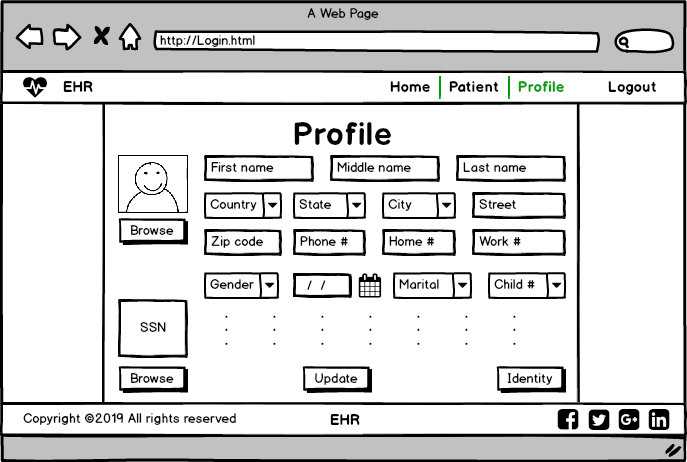 A Web Page
http://Login.html
EHR Home Patient Profile Logout
Profile
First name Middle name Last name
Country State City Street
Browse
Zip code Phone # Home # Work #
Gender / / Marital Child #
SSN
Browse Update Identity
Copyright ©2019 All rights reserved EHR f G+ in